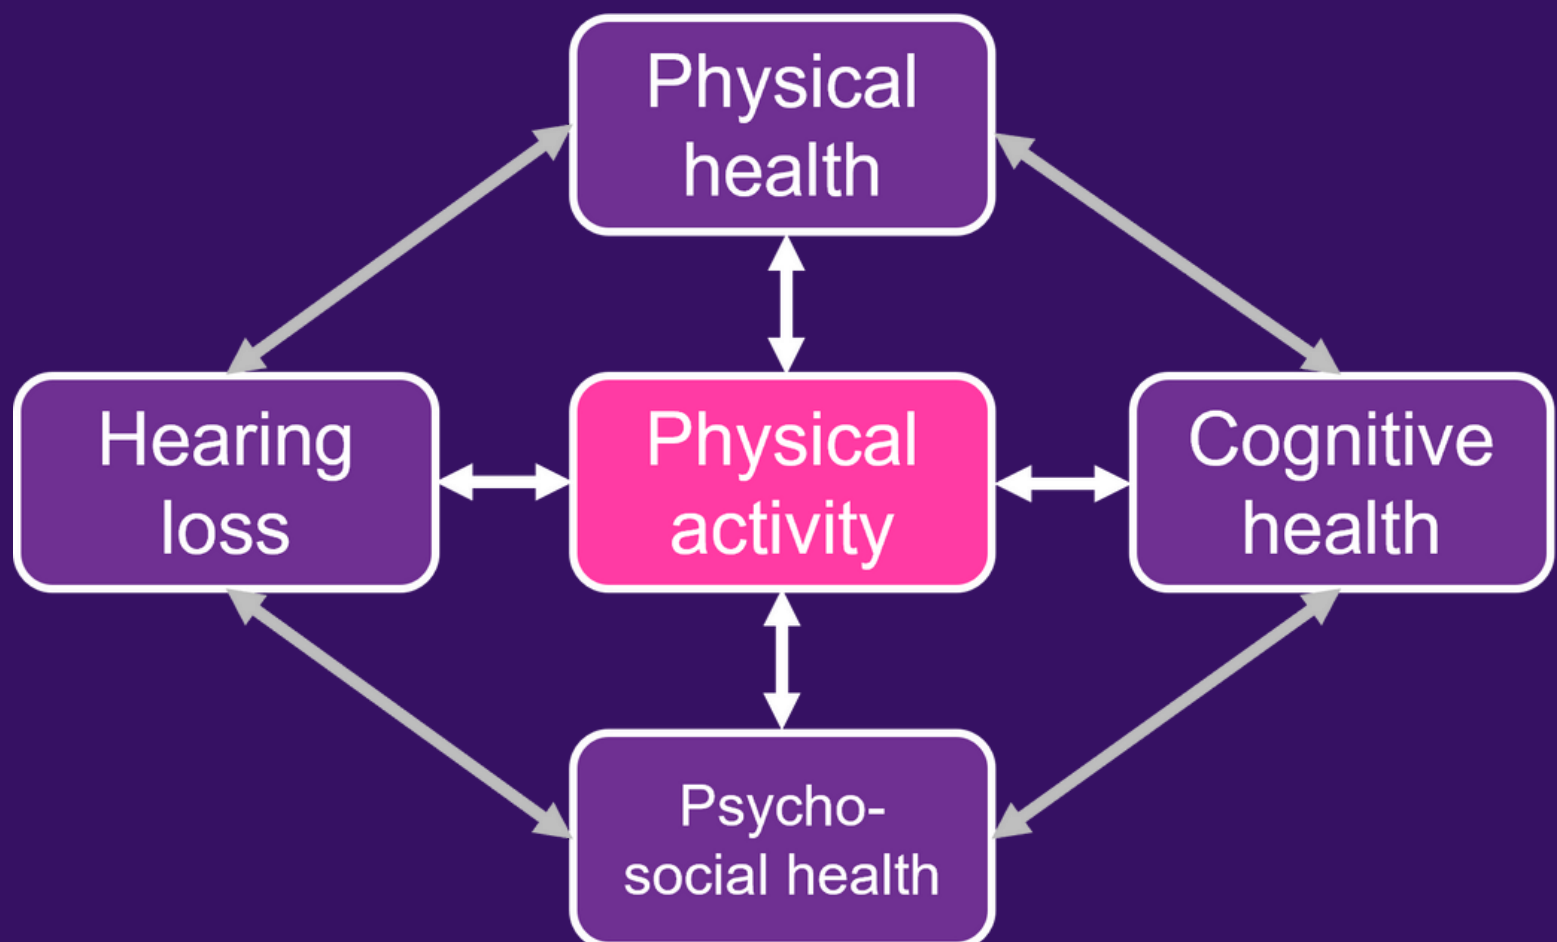 Physical
health
Hearing
loss
Physical
activity
Cognitive
health
Psycho-
social health